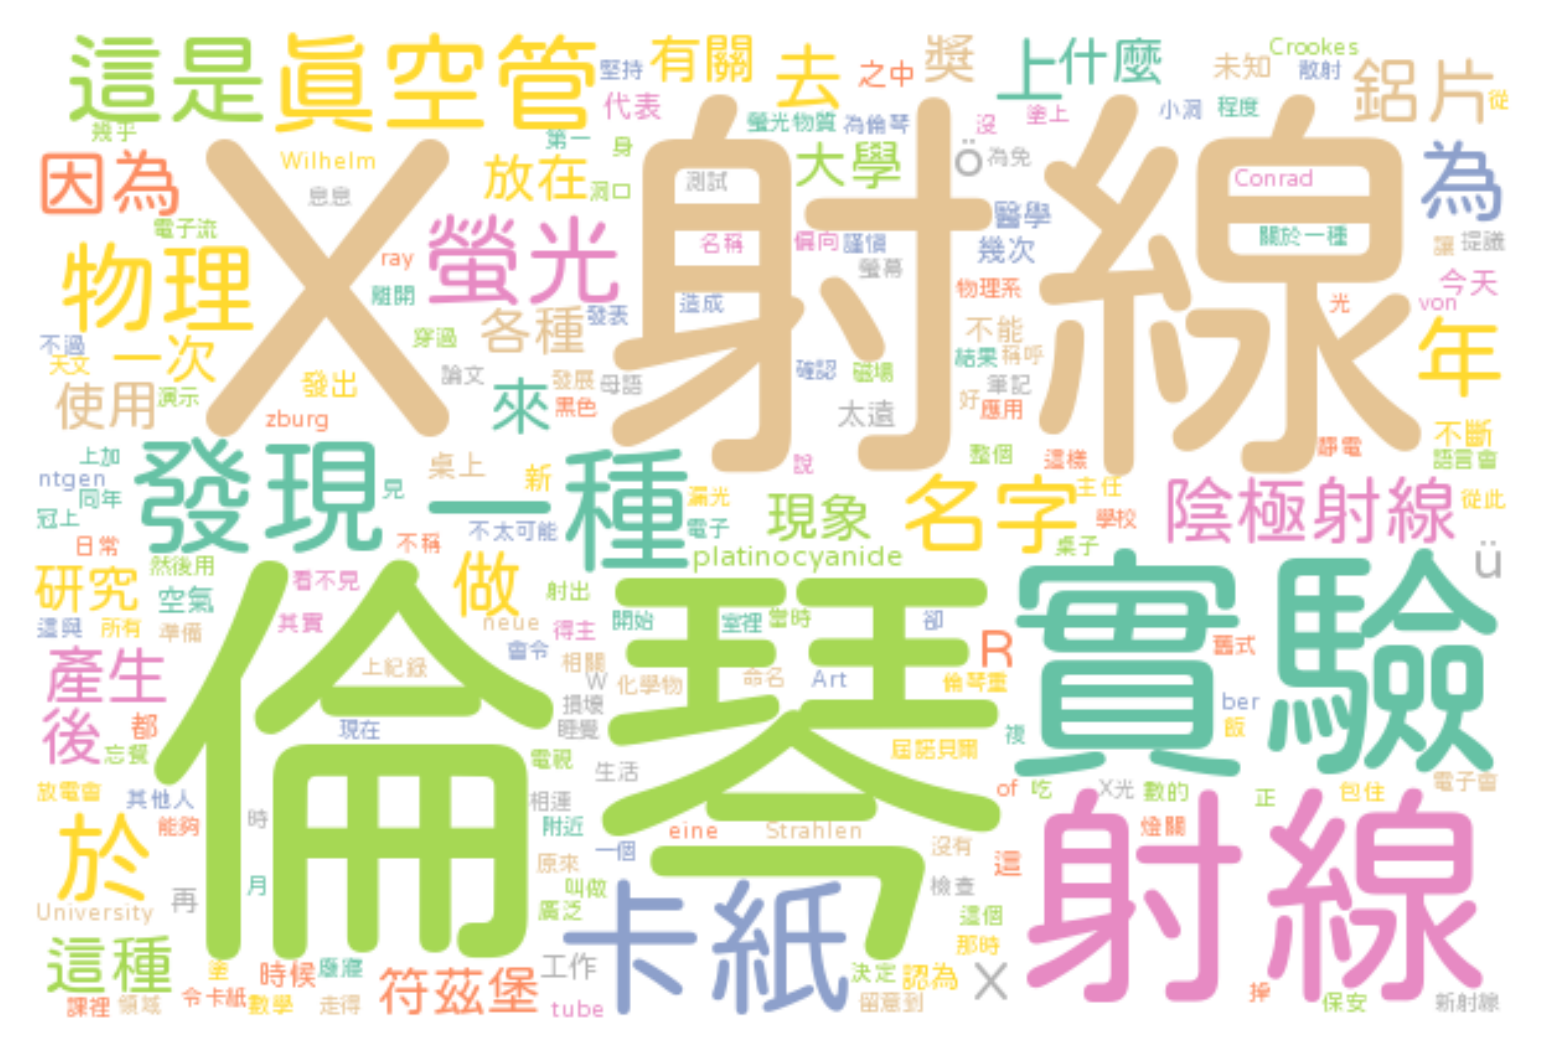 這是 眞空管 堅持 有關 去 之中 獎 上 什麼 未知 Crookes 散射 鋁片 從
幾乎 代表 螢光物質 為倫琴 沒 塗上 小洞 程度
因為 Wilhelm 第一 身 放在 洞口 大學 ö 為免 Conrad 為
息息 測試 醫學
電子流 名稱 偏向 謹慎 幾次 關於一種 讓 提議
物理 ray 螢光 螢幕 物理系 今天
離開 造成 光 von
X射線
不過 穿過 各種 發表 不能 年
天文 一次 論文 發展 母語 確認 磁場 結果 稱呼
使用 演示 發出 來 黑色 筆記 好 應用
zburg 太遠 不斷
上加 靜電 語言會
ntgen 同年 發現 見 桌上 一種 新 漏光 說 整個 這樣 名字 主任 陰極射線 從此
冠上 不太可能 電子 現象 學校
日常 不稱 platinocyanide 桌子 ü
研究 然後用 看不見 做 射出
空氣 neue 開始 室裡 當時 卻
這與 所有 準備 其實 會令 得主 R 實驗 舊式
產生 上紀錄 相關 W 化學物 命名 Art 倫琴重
倫琴
後 都 現在 損壞 睡覺 複 ber 飯
忘餐 電視 屆諾貝爾
放電會 其他人 生活 of 吃 X光 數的 正 包住 電子會
能夠 時 相連 附近 eine Strahlen 燈關
於 一個 沒有 這 射線
月 原來 檢查
University 再 叫做 這個
廣泛 卡紙 那時
這種 塗 時候 廢寢 符茲堡 工作 決定 認為 X
課裡 領域 令卡紙 數學 走得 tube 留意到 掉 保安 新射線